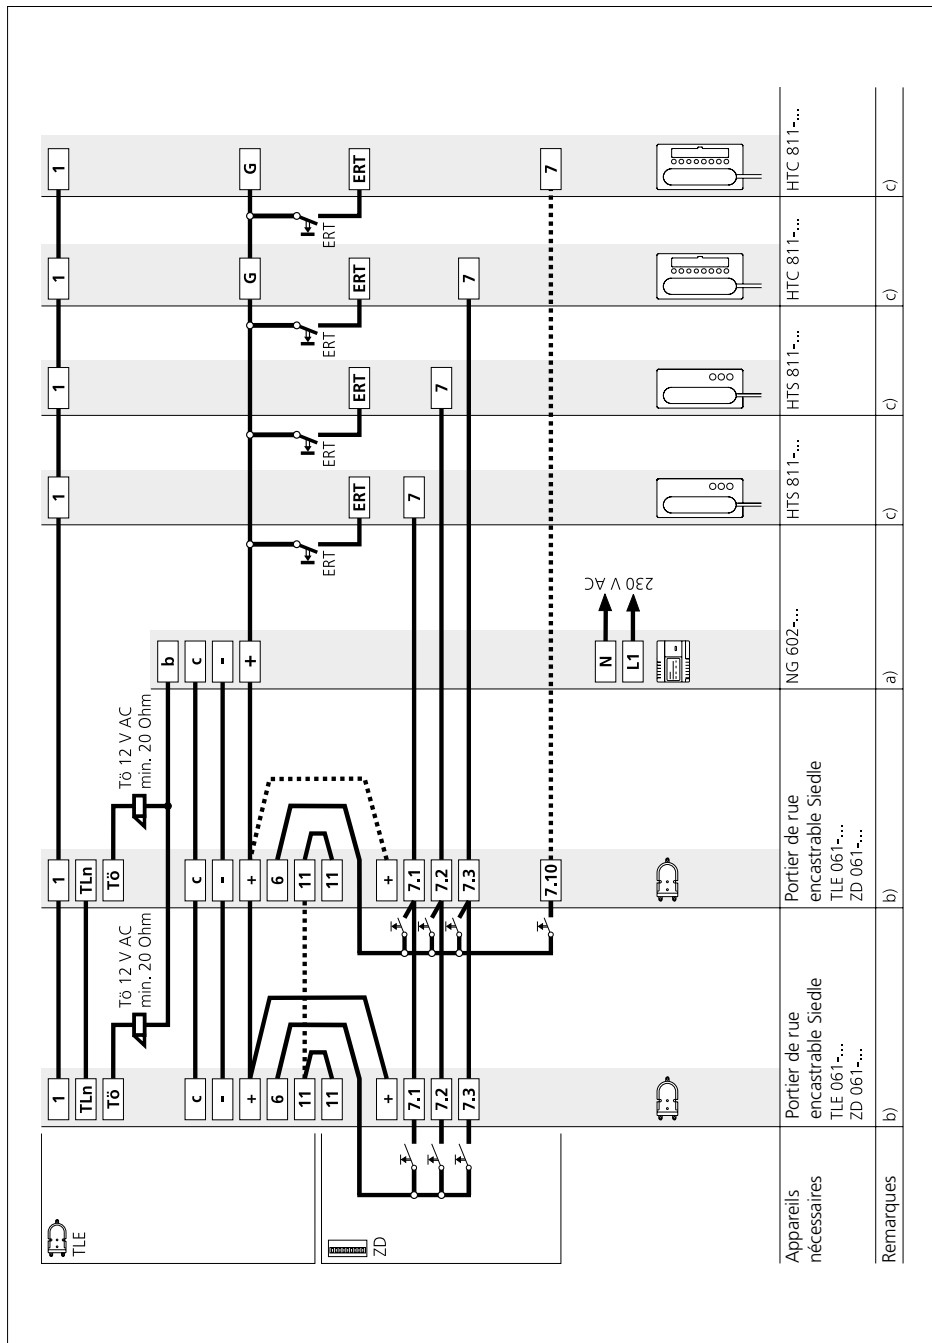 1 1 1 1 1 1
TLE
TLn TLn
Tö Tö
Tö 12 V AC
min. 20 Ohm
Tö 12 V AC
min. 20 Ohm
b
c c c
- - -
+ + + G G
6 6
11 11
ERT ERT ERT ERT
11 11
ERT ERT ERT ERT
ZD
+ +
7.1 7.1 7
7.2 7.2 7
7.3 7.3 7
7.10 7
N
L1
230 V AC
Appareils
nécessaires
Portier de rue
encastrable Siedle
TLE 061-...
ZD 061-...
Portier de rue
encastrable Siedle
TLE 061-...
ZD 061-...
NG 602-...
HTS 811-...
HTS 811-...
HTC 811-...
HTC 811-...
Remarques
b)
b)
a)
c)
c)
c)
c)